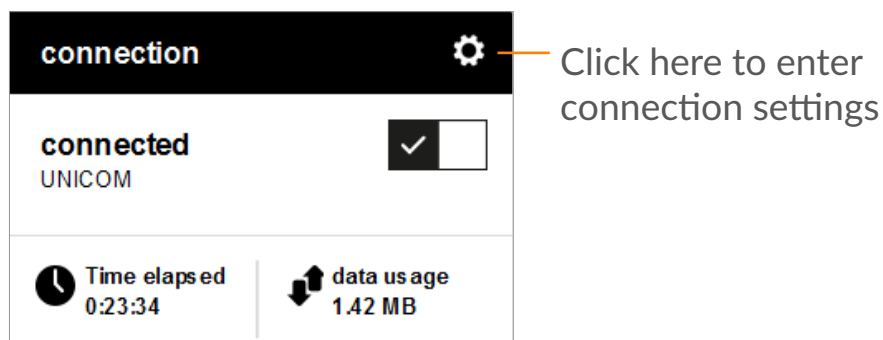 connection
Click here to enter
connection settings
connected
UNICOM
Time elapsed
0:23:34
data usage
1.42 MB